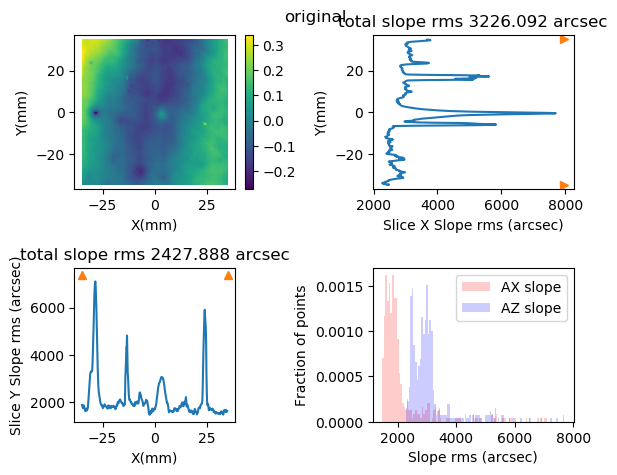 original
total slope rms 3226.092 arcsec
Y(mm)
20
0
−20
−25
0
25
X(mm)
0.3
0.2
0.1
0.0
−0.1
−0.2
Y(mm)
20
0
−20
2000
4000
6000
8000
Slice X Slope rms (arcsec)
total slope rms 2427.888 arcsec
Slice Y Slope rms (arcsec)
6000
4000
2000
−25
0
25
X(mm)
Fraction of points
0.0015
0.0010
0.0005
0.0000
AX slope
AZ slope
2000
4000
6000
8000
Slope rms (arcsec)